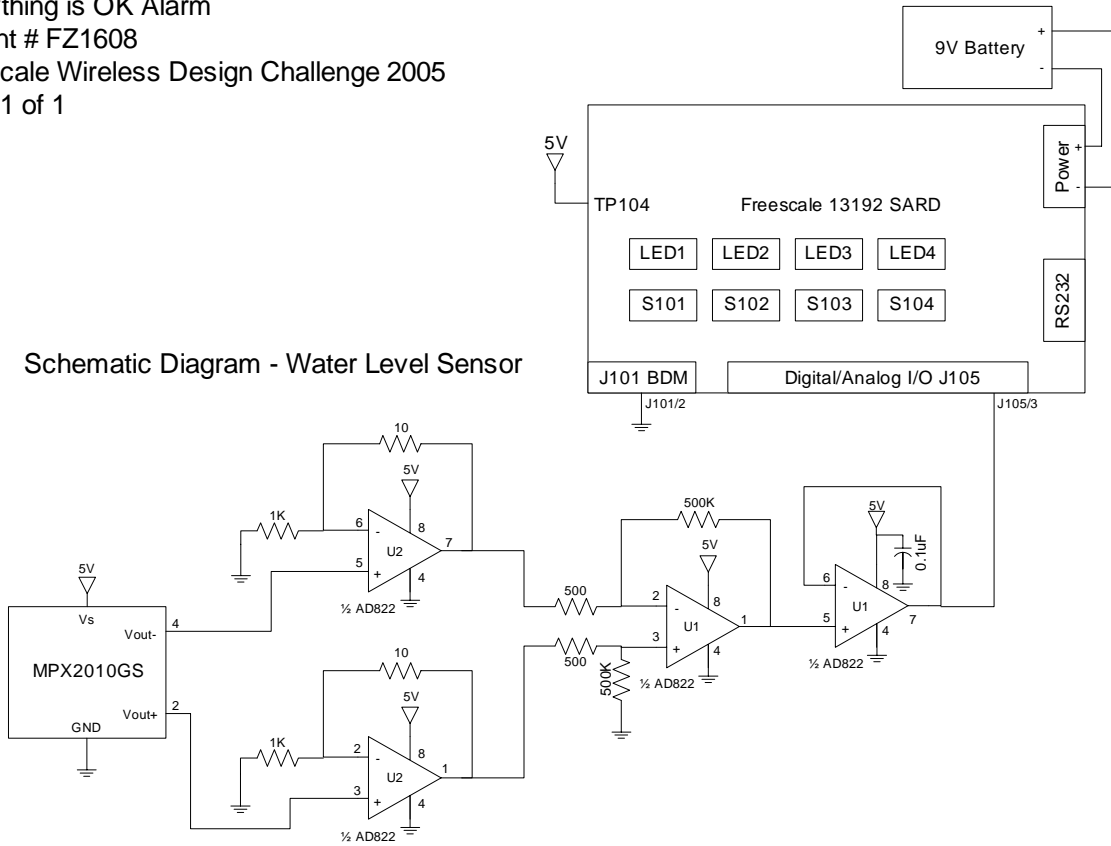 thing is OK Alarm
# FZ1608
cale Wireless Design Challenge 2005
1 of 1
9V Battery
+
-
5V
TP104
Freescale 13192 SARD
Power
+
-
LED1 LED2 LED3 LED4
S101 S102 S103 S104
RS232
J101 BDM
Digital/Analog I/O J105
J101/2
J105/3
Schematic Diagram - Water Level Sensor
10
5V
1K
6
-
8
U2
7
5
+
4
½ AD822
5V
Vs
Vout-
4
MPX2010GS
Vout+
2
GND
10
5V
1K
2
-
8
U2
1
3
+
4
½ AD822
500
500
500K
500K
5V
2
-
8
U1
1
3
+
4
½ AD822
5V
0.1uF
6
-
8
U1
7
5
+
4
½ AD822